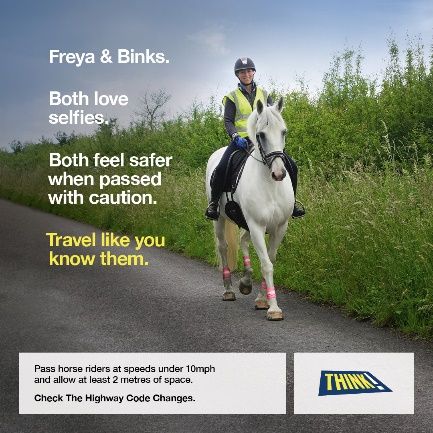 Freya & Binks.
Both love
selfies.
Both feel safer
when passed
with caution.
Travel like you
know them.
Pass horse riders at speeds under 10mph
and allow at least 2 metres of space.
Check The Highway Code Changes.
THINK!